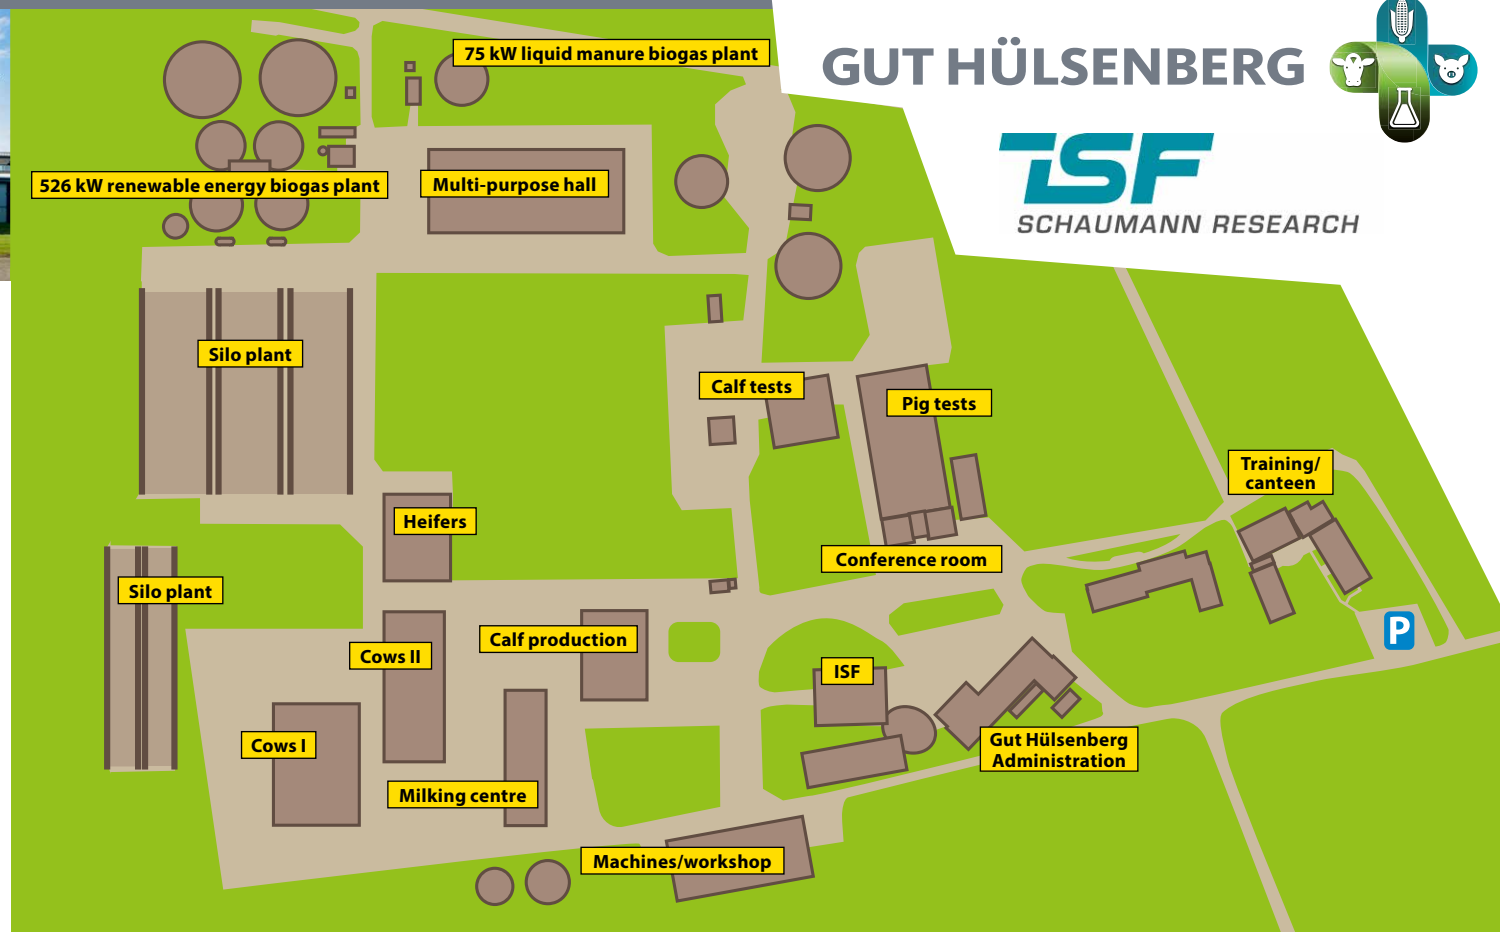 75 kW liquid manure biogas plant
GUT HÜLSENBERG
ISF
SCHAUMANN RESEARCH
526 kW renewable energy biogas plant
Multi-purpose hall
Silo plant
Calf tests
Pig tests
Training/
canteen
Heifers
Conference room
Silo plant
Calf production
P
Cows II
ISF
Cows I
Gut Hülsenberg
Administration
Milking centre
Machines/workshop